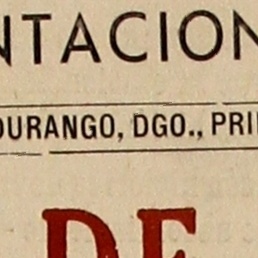 NTACION
DURANGO, DGO., PRI
DE